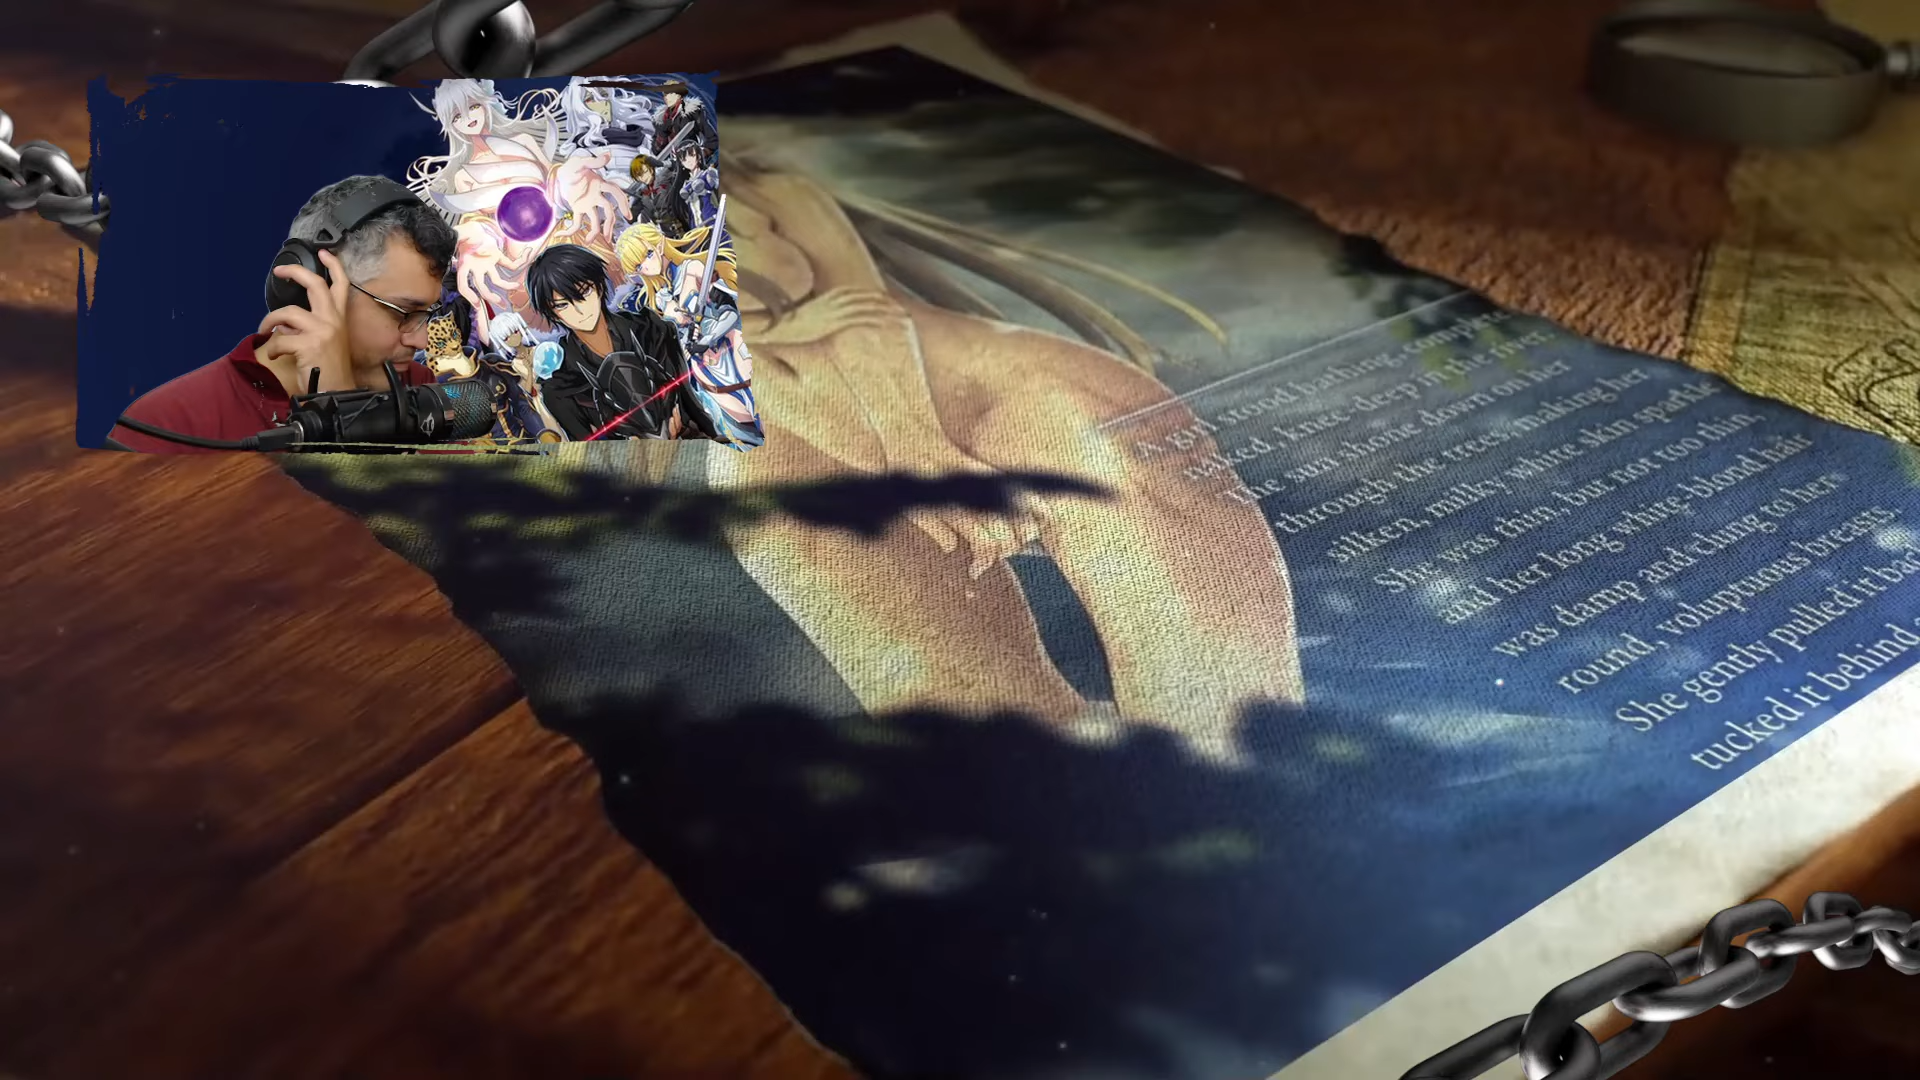 A girl stood bathing, complete
naked, knee-deep in the river.
The sun shone down on her
through the trees, making her
silken, milky white skin sparkle
She was thin, but not too thin,
and her long white-blond hair
was damp and clung to her
round, voluptuous breasts.
She gently pulled it bac
tucked it behind